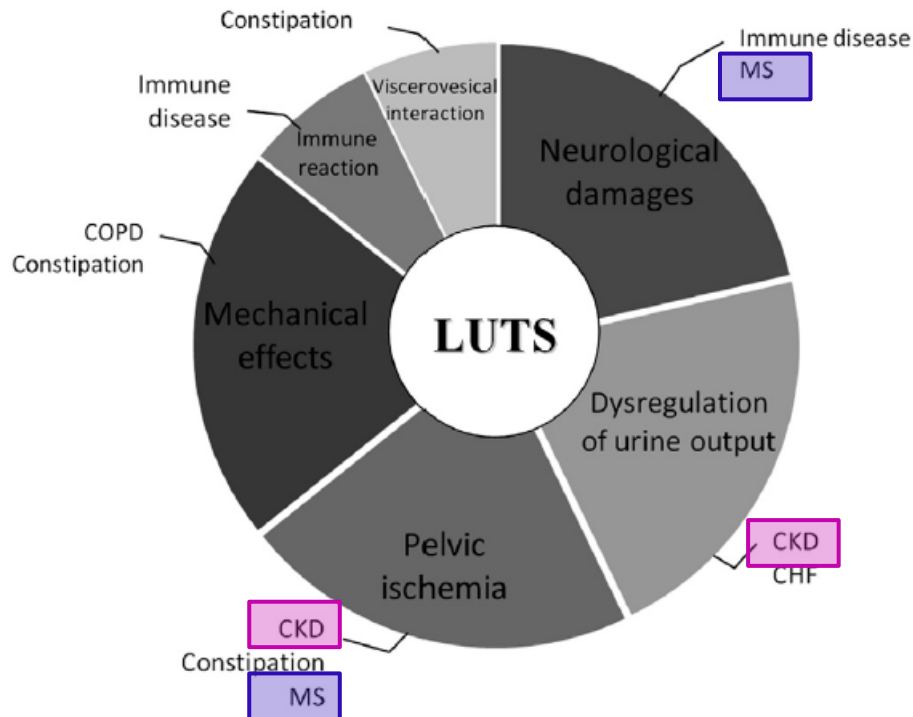 Constipation
Immune disease
MS
Viscerovesical
interaction
Immune
disease
Immune
reaction
Neurological
damages
COPD
Constipation
Mechanical
effects
LUTS
Dysregulation
of urine output
CKD
CHF
Pelvic
ischemia
CKD
Constipation
MS